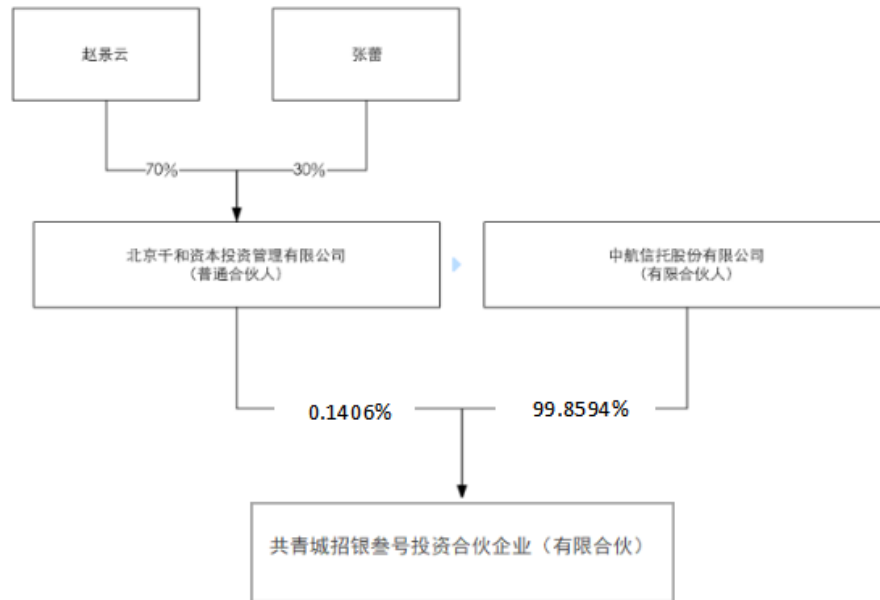 赵景云
张蕾
70%
30%
北京千和资本投资管理有限公司
（普通合伙人）
中航信托股份有限公司
（有限合伙人）
0.1406%
99.8594%
共青城招银叁号投资合伙企业（有限合伙）